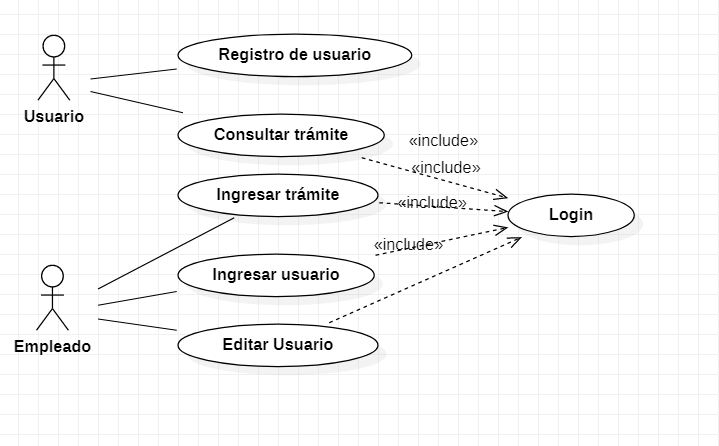 Registro de usuario
Usuario
Consultar trámite
«include»
«include»
Ingresar trámite
«include»
Login
«include»
Ingresar usuario
Empleado
Editar Usuario